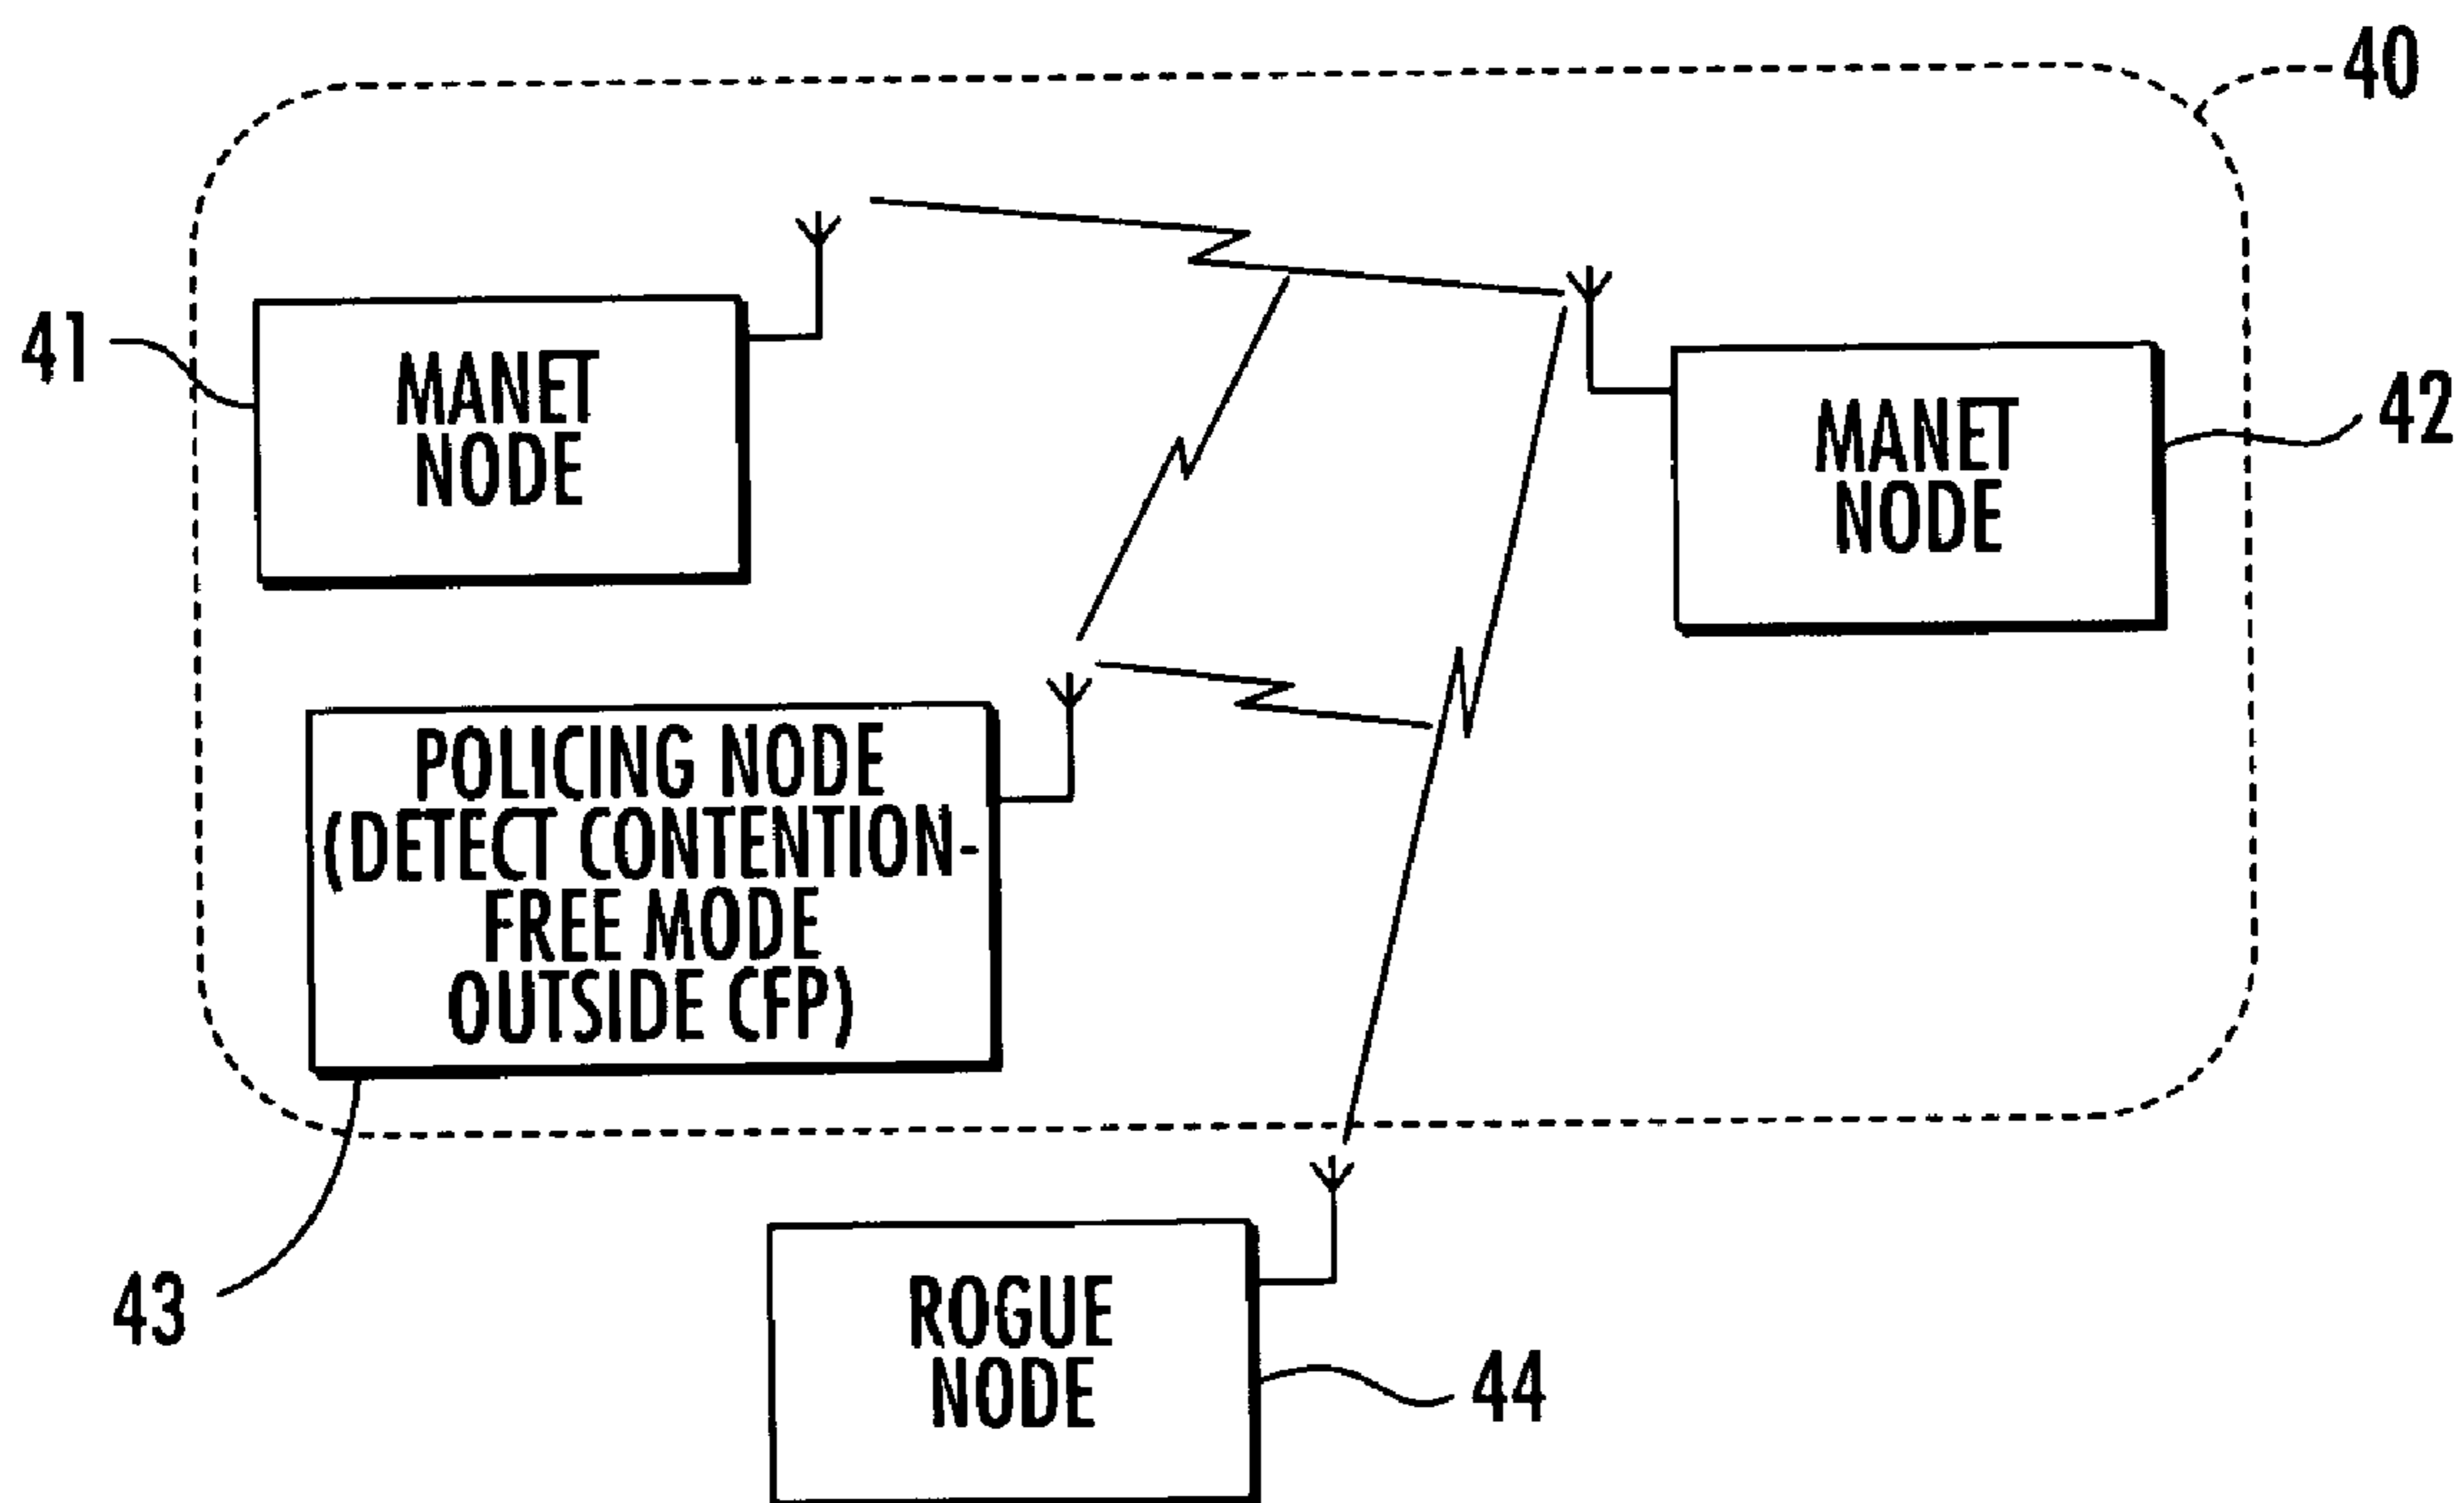 40
41
MANET
NODE
MANET
NODE
42
POLICING NODE
(DETECT CONTENTION-
FREE MODE
OUTSIDE CFP)
43
ROGUE
NODE
44